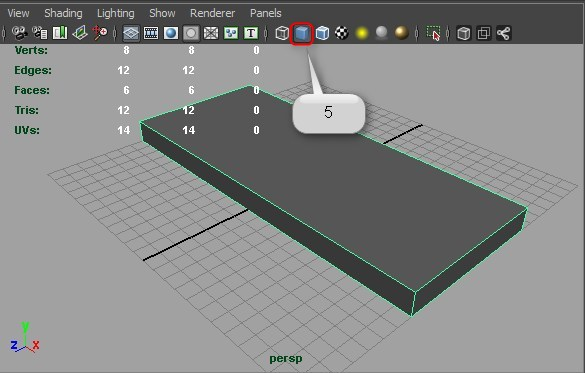 View Shading Lighting Show Renderer Panels
Verts: 8 8 0
Edges: 12 12 0
Faces: 6 6 0
Tris: 12 12 0
UVs: 14 14 0
5
T
y
z x
persp